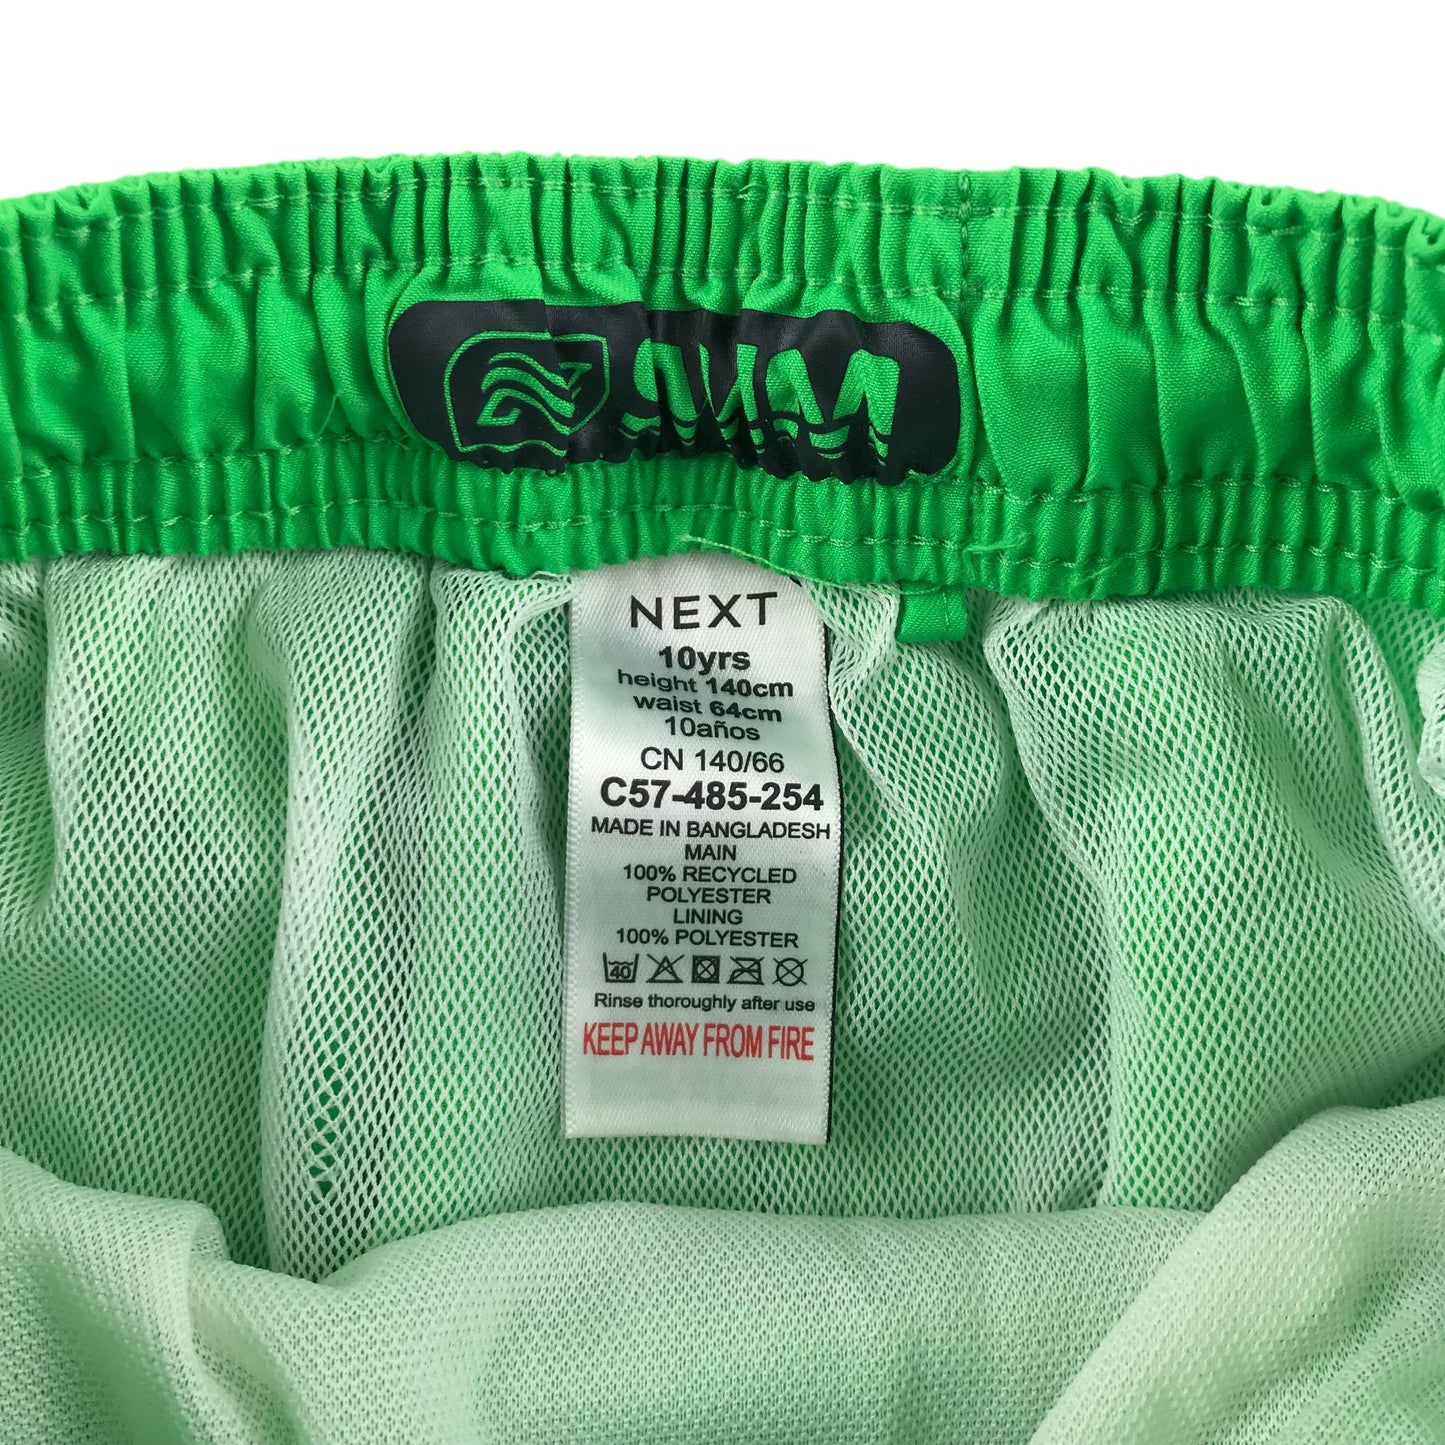 NEXT
10yrs
height 140cm
waist 64cm
10años
CN 140/66
C57-485-254
MADE IN BANGLADESH
MAIN
100% RECYCLED
POLYESTER
LINING
100% POLYESTER
40
Rinse thoroughly after use
KEEP AWAY FROM FIRE